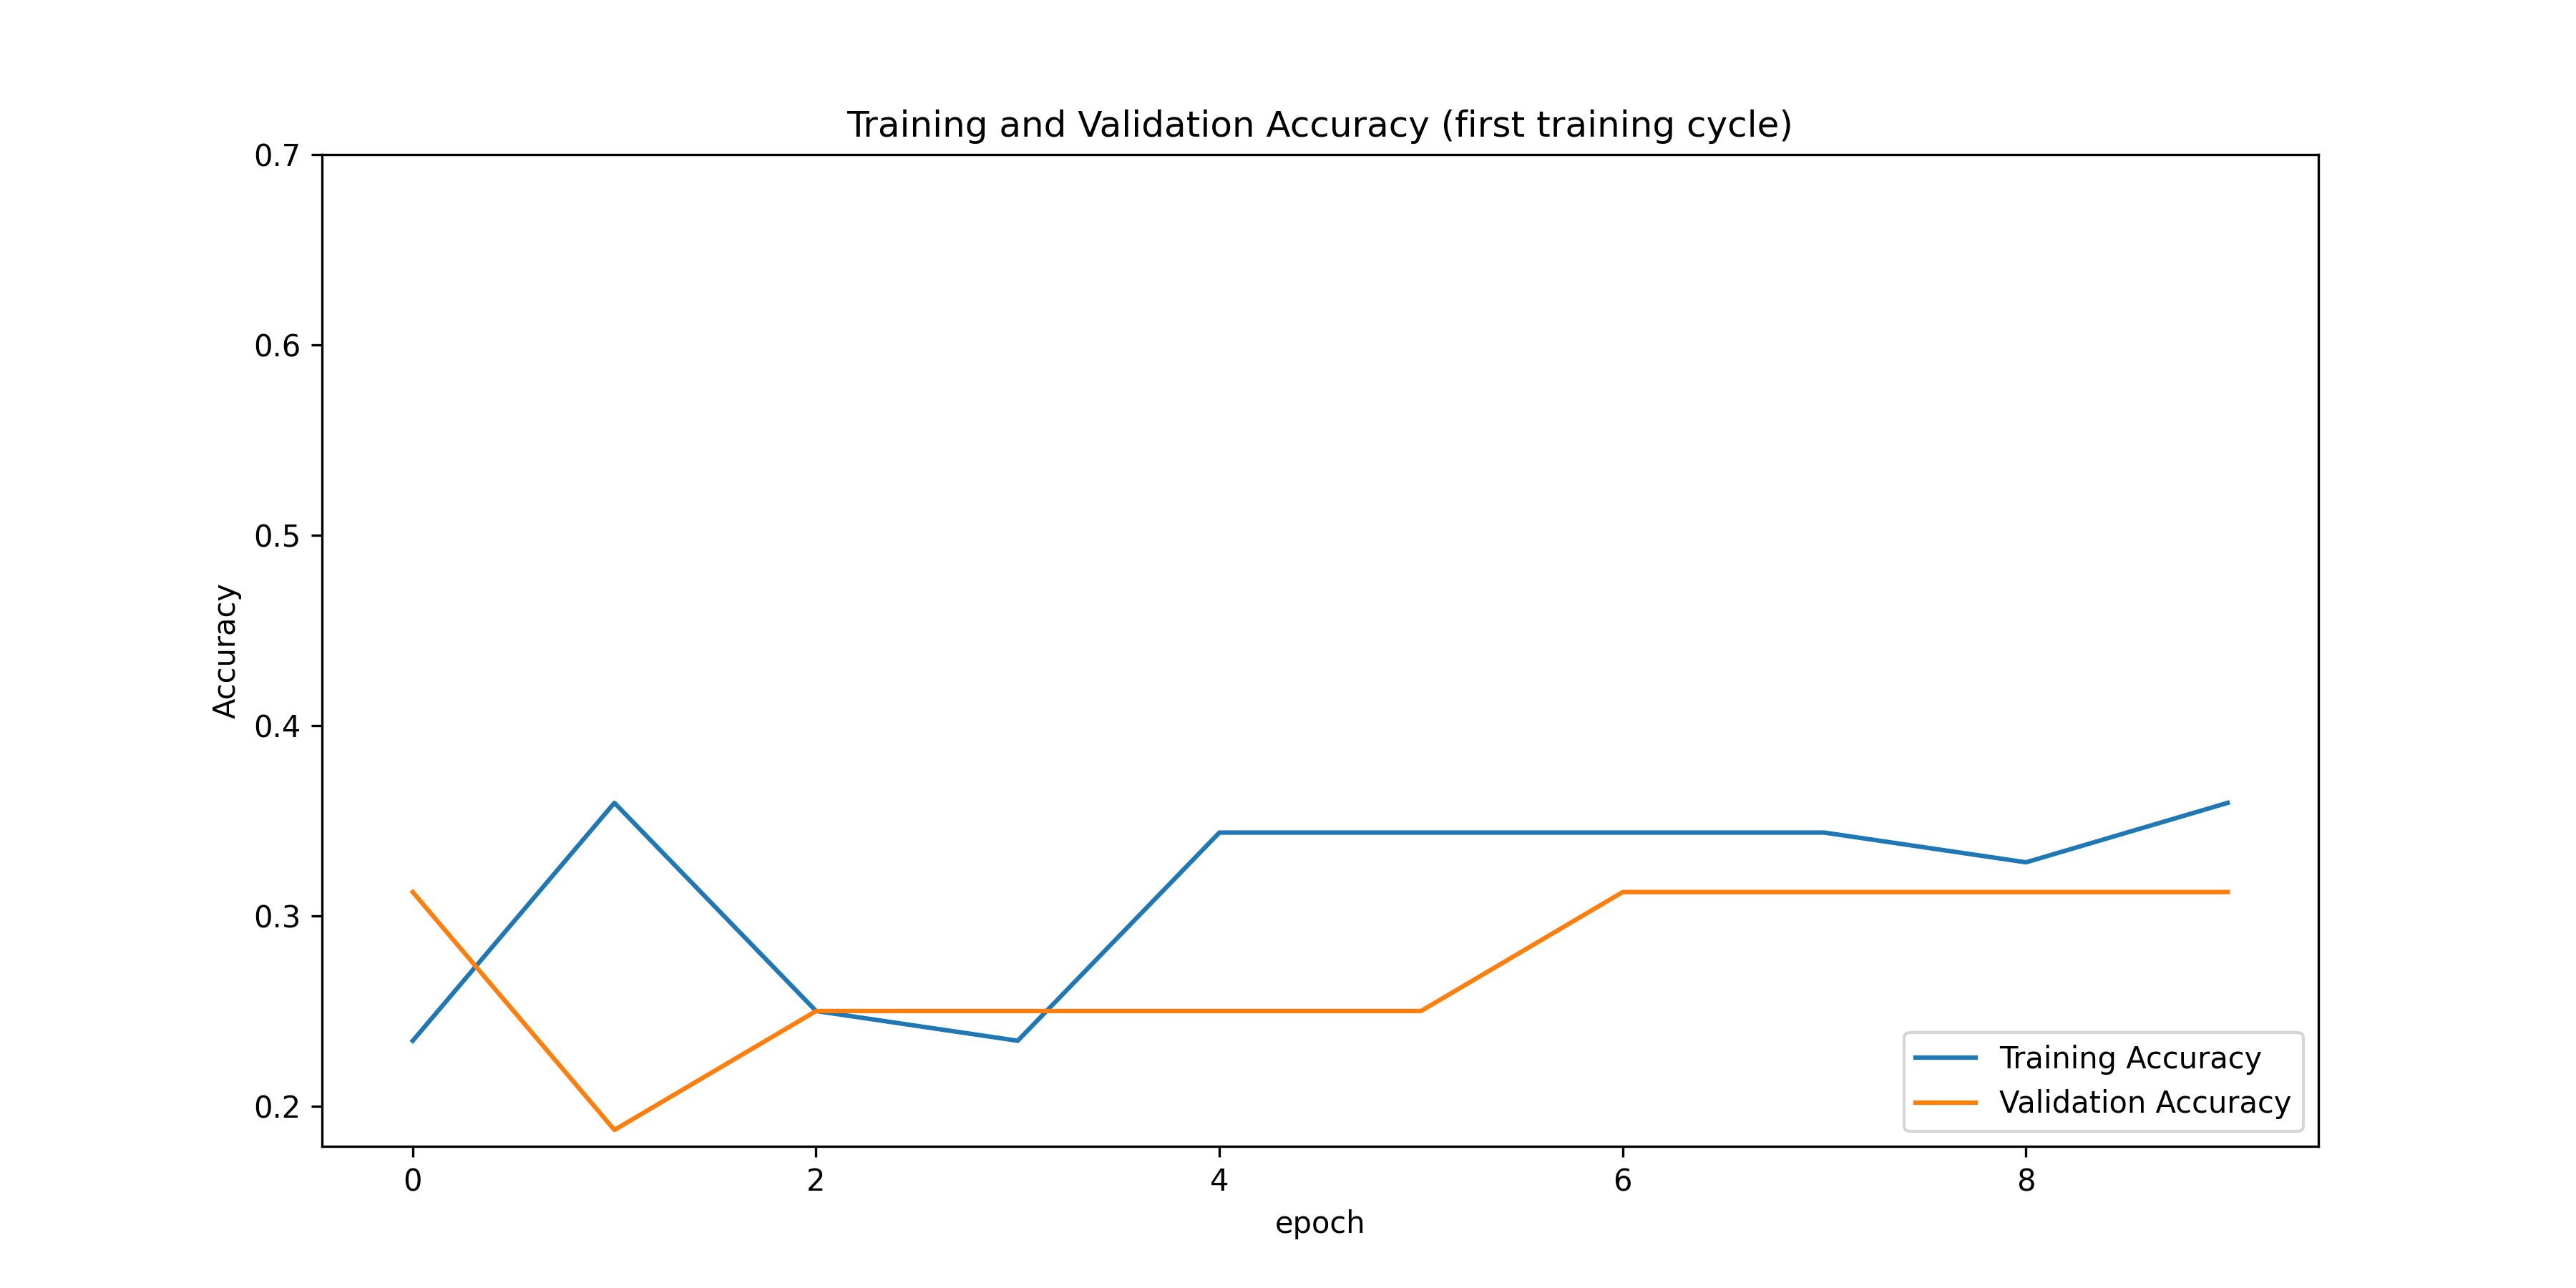 Training and Validation Accuracy (first training cycle)
0.7
0.6
0.5
0.4
0.3
0.2
Accuracy
Training Accuracy
Validation Accuracy
0 2 4 6 8
epoch